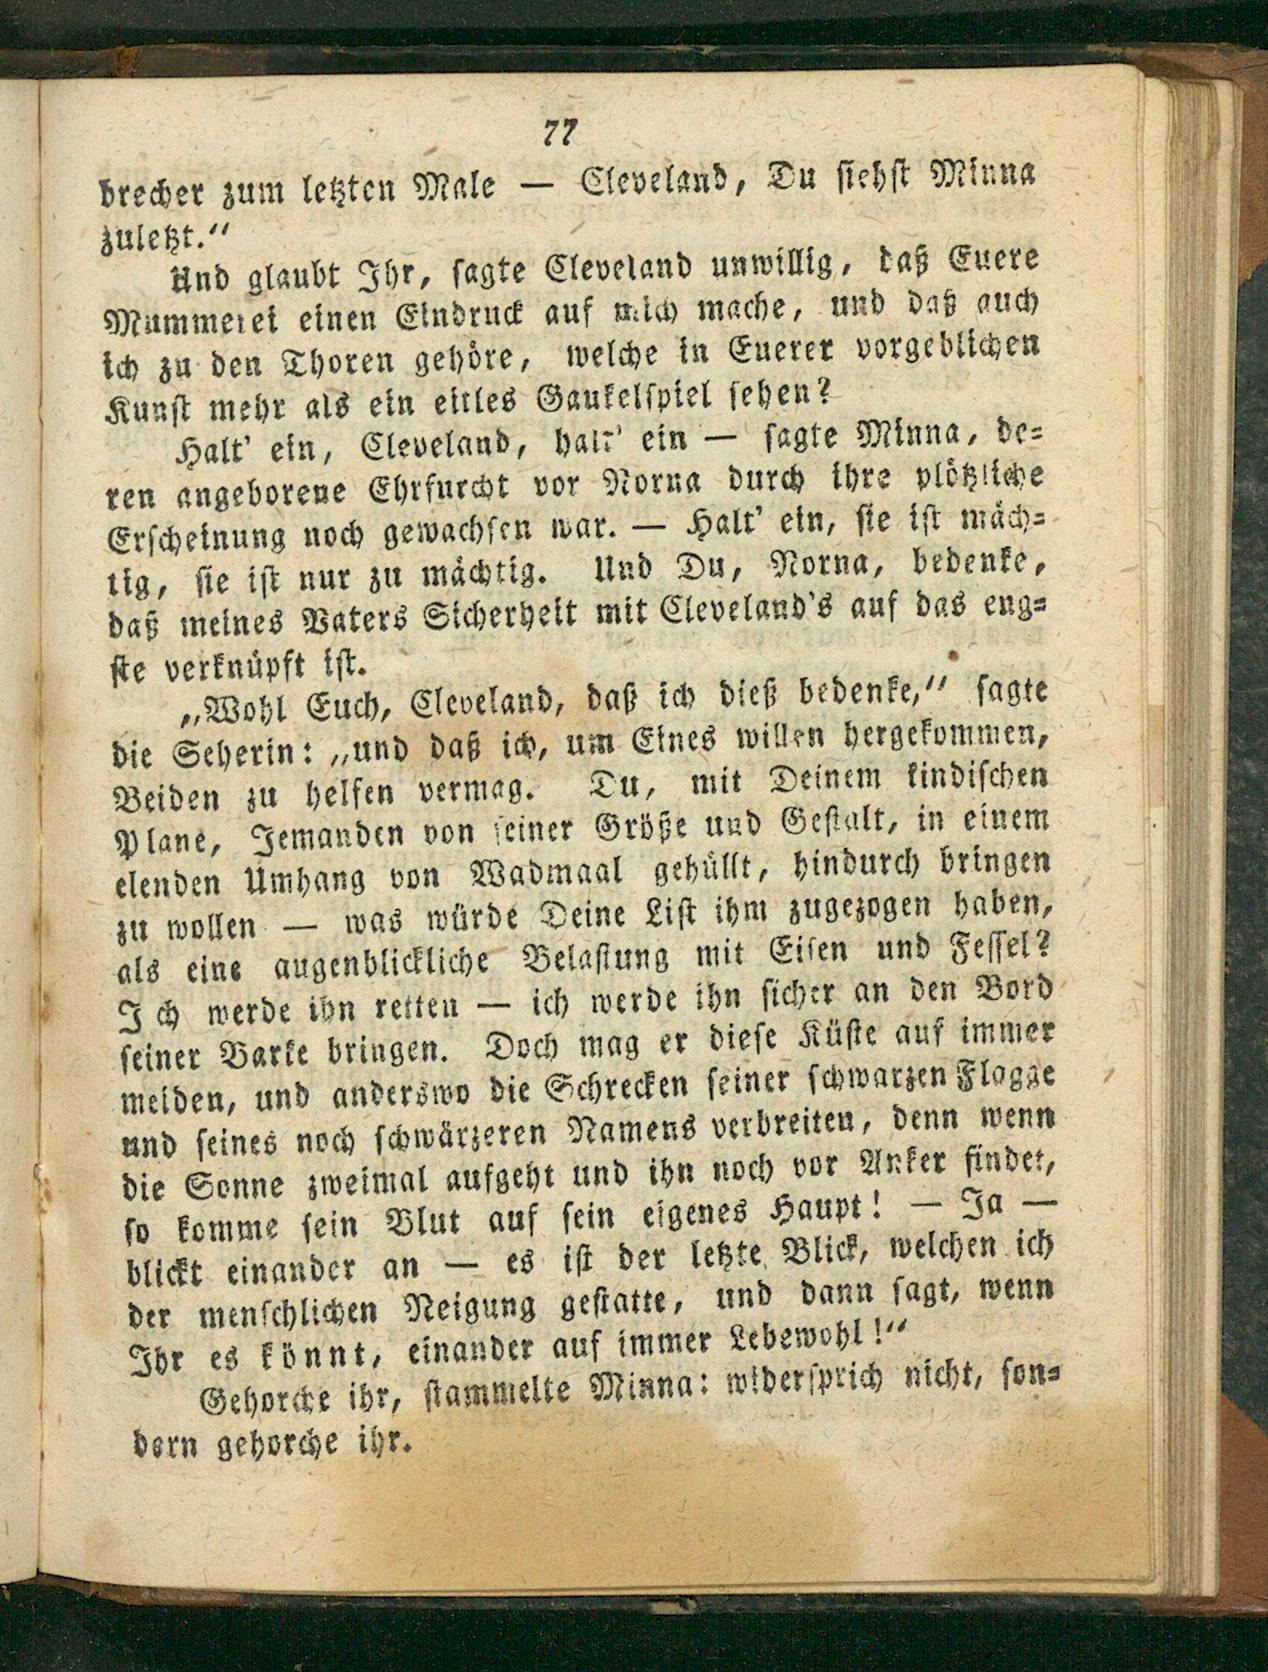 77
brecher zum letzten Male — Cleveland, Du siehst Minna
zuletzt.“
Und glaubt Ihr, sagte Cleveland unwillig, daß Euere
Mummerei einen Eindruck auf mich mache, und daß auch
ich zu den Thoren gehöre, welche in Euerer vorgeblichen
Kunst mehr als ein eitles Gaukelspiel sehen?
Halt’ ein, Cleveland, halt’ ein — sagte Minna, de-
ren angeborene Ehrfurcht vor Norna durch ihre plötzliche
Erscheinung noch gewachsen war. — Halt’ ein, sie ist mäch-
tig, sie ist nur zu mächtig. Und Du, Norna, bedenke,
daß meines Vaters Sicherheit mit Cleveland’s auf das eng-
ste verknüpft ist.
„Wohl Euch, Cleveland, daß ich dieß bedenke,“ sagte
die Seherin: „und daß ich, um Eines willen hergekommen,
Beiden zu helfen vermag. Du, mit Deinem kindischen
Plane, Jemanden von seiner Größe und Gestalt, in einem
elenden Umhang von Wadmaal gehüllt, hindurch bringen
zu wollen — was würde Deine List ihm zugezogen haben,
als eine augenblickliche Belastung mit Eisen und Fessel?
Ich werde ihn retten — ich werde ihn sicher an den Bord
seiner Barke bringen. Doch mag er diese Küste auf immer
meiden, und anderswo die Schrecken seiner schwarzen Flagge
und seines noch schwärzeren Namens verbreiten, denn wenn
die Sonne zweimal aufgeht und ihn noch vor Anker findet,
so komme sein Blut auf sein eigenes Haupt! — Ja —
blickt einander an — es ist der letzte Blick, welchen ich
der menschlichen Neigung gestatte, und dann sagt, wenn
Ihr es könnt, einander auf immer Lebewohl!“
Gehorche ihr, stammelte Minna: widersprich nicht, son-
dern gehorche ihr.